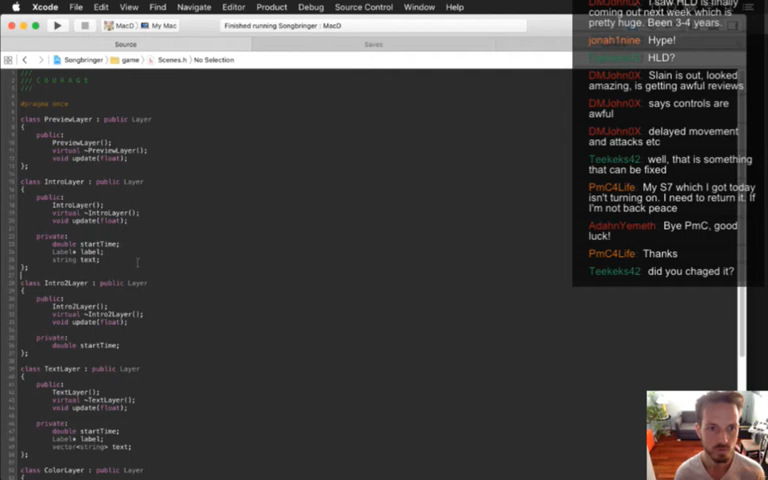 Xcode File Edit View Find Navigate Editor Product Debug Source Control Window Help
MacD My Mac
Finished running Songbringer : MacD
Source
Saves
Songbringer game Scenes.h No Selection
///
/// C O U R A G E
///
#pragma once
class PreviewLayer : public Layer
{
public:
PreviewLayer();
virtual ~PreviewLayer();
void update(float);
};
class IntroLayer : public Layer
{
public:
IntroLayer();
virtual ~IntroLayer();
void update(float);
private:
double startTime;
Label* label;
string text;
};
class Intro2Layer : public Layer
{
public:
Intro2Layer();
virtual ~Intro2Layer();
void update(float);
private:
double startTime;
};
class TextLayer : public Layer
{
public:
TextLayer();
virtual ~TextLayer();
void update(float);
private:
double startTime;
Label* label;
vector<string> text;
};
class ColorLayer : public Layer
DMJohn0X I saw HLD is finally
coming out next week which is
pretty huge. Been 3-4 years.
jonah1nine Hype!
HLD?
DMJohn0X Slain is out, looked
amazing, is getting awful reviews
DMJohn0X says controls are
awful
DMJohn0X delayed movement
and attacks etc
Teekeks42 well, that is something
that can be fixed
PmC4Life My S7 which I got today
isn't turning on. I need to return it. If
I'm not back peace
AdahnYemeth Bye PmC, good
luck!
PmC4Life Thanks
Teekeks42 did you chaged it?